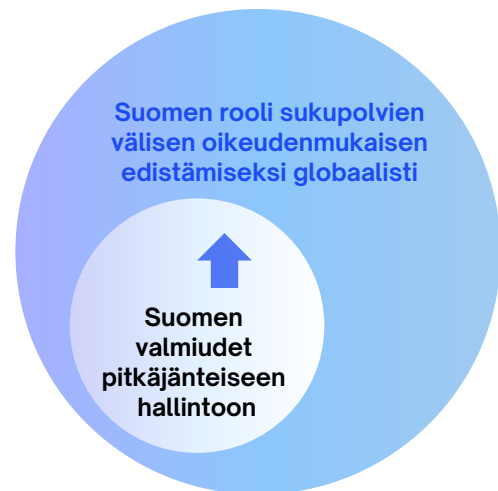 Suomen rooli sukupolvien
välisen oikeudenmukaisen
edistämiseksi globaalisti
Suomen
valmiudet
pitkäjänteiseen
hallintoon